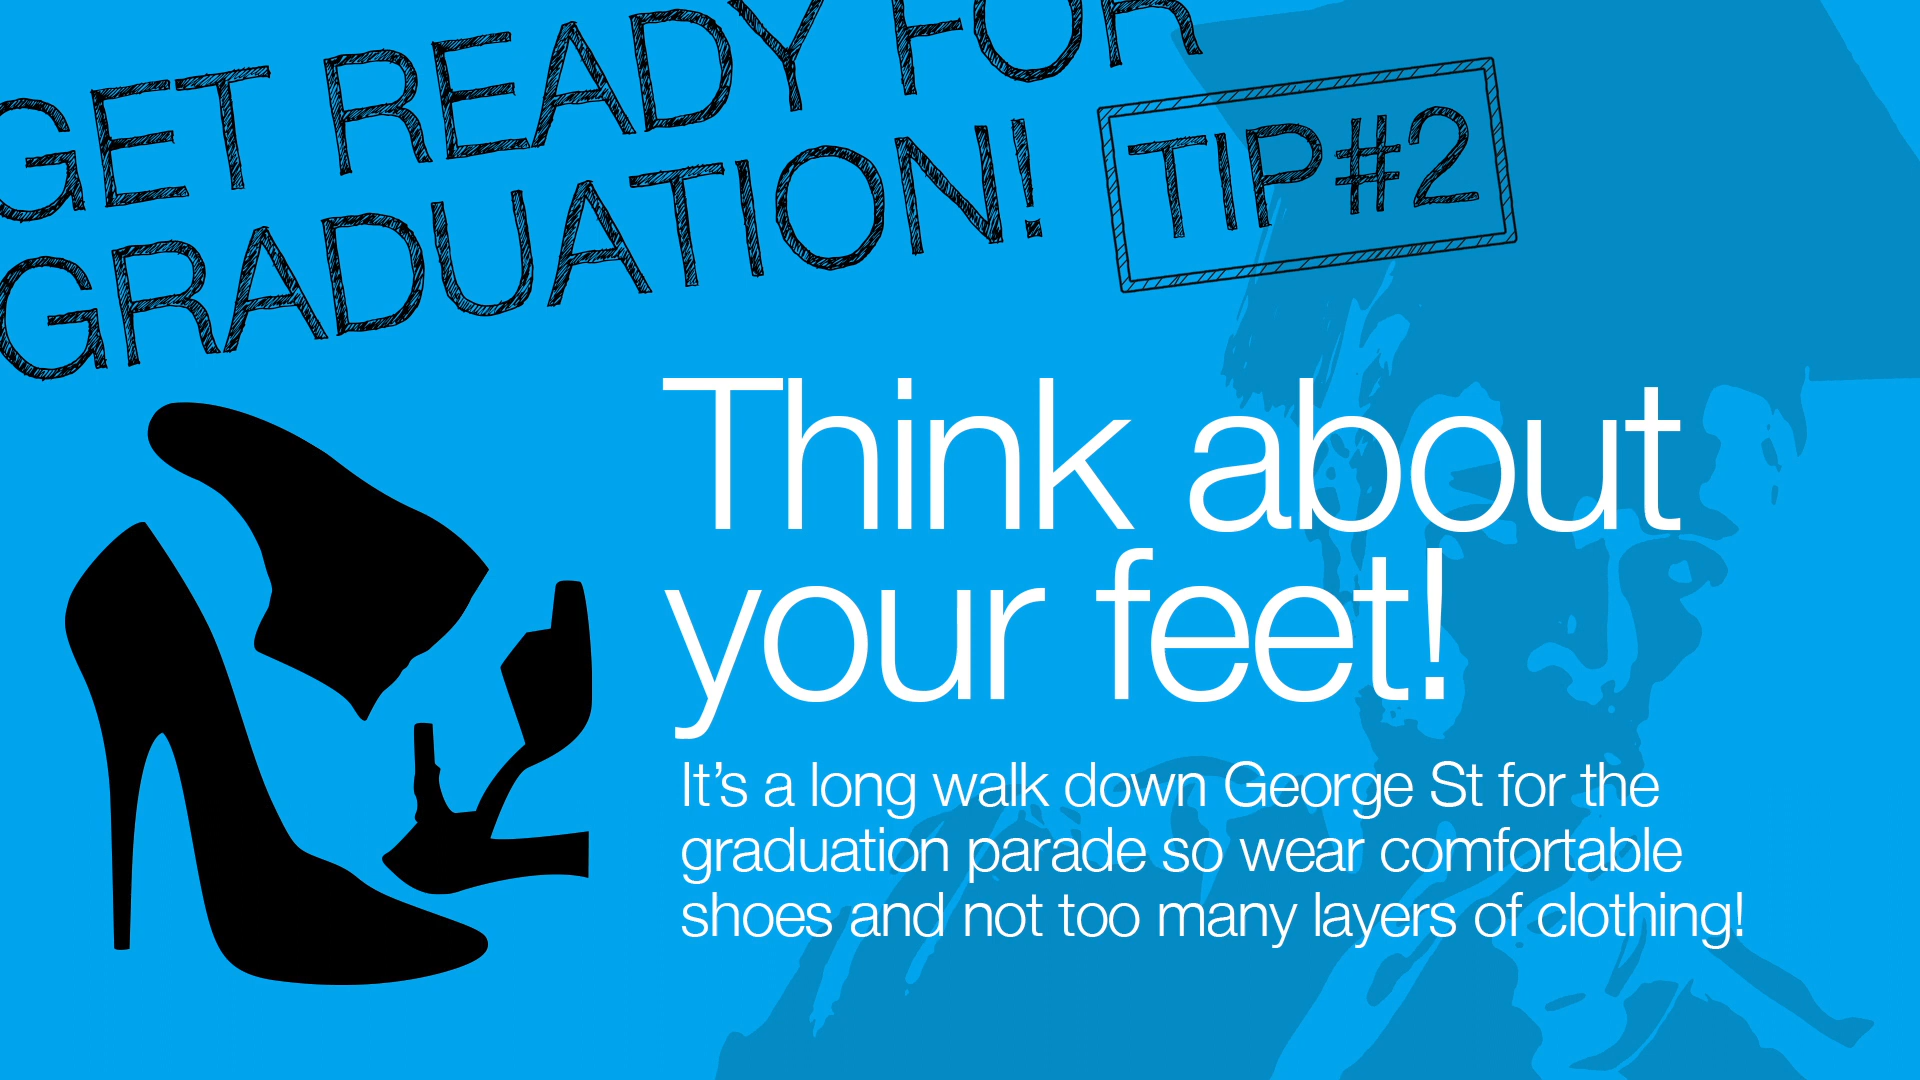 GET READY FOR
GRADUATION! TIP#2
Think about
your feet!
It’s a long walk down George St for the
graduation parade so wear comfortable
shoes and not too many layers of clothing!